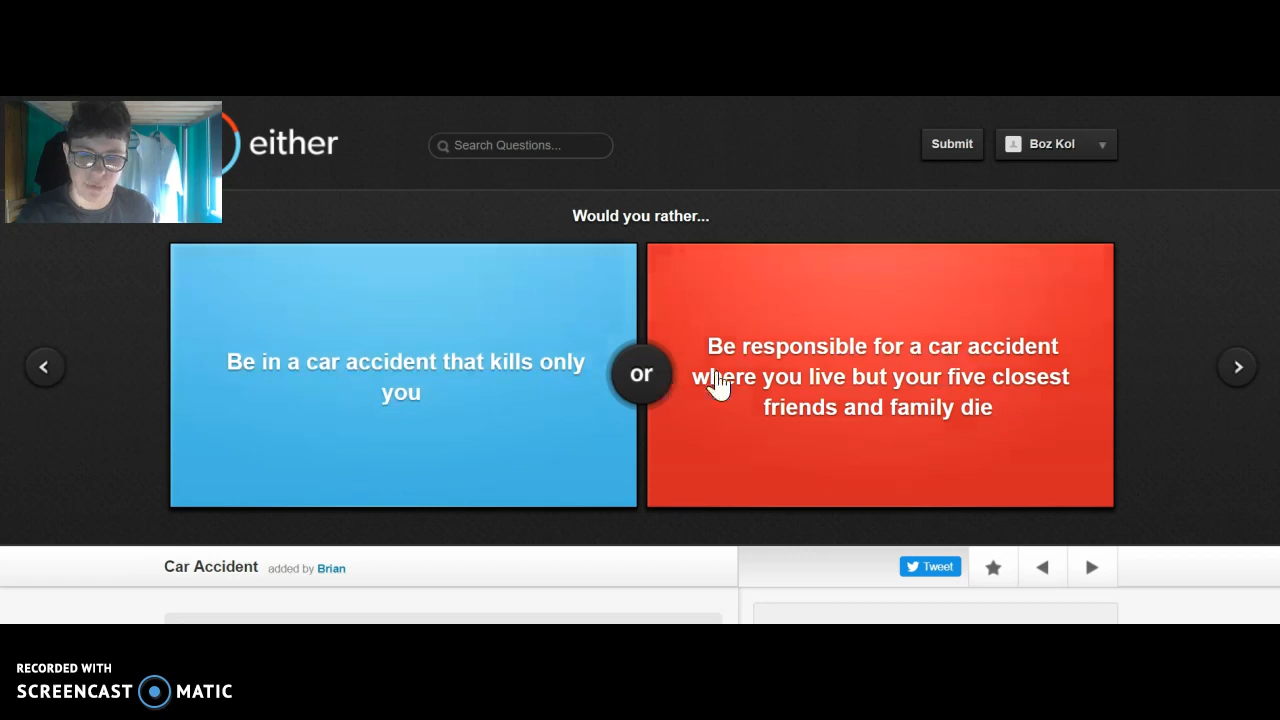 either
Search Questions...
Submit
Boz Kol
Would you rather...
Be in a car accident that kills only
you
or
Be responsible for a car accident
where you live but your five closest
friends and family die
Car Accident added by Brian
Tweet
RECORDED WITH
SCREENCAST MATIC